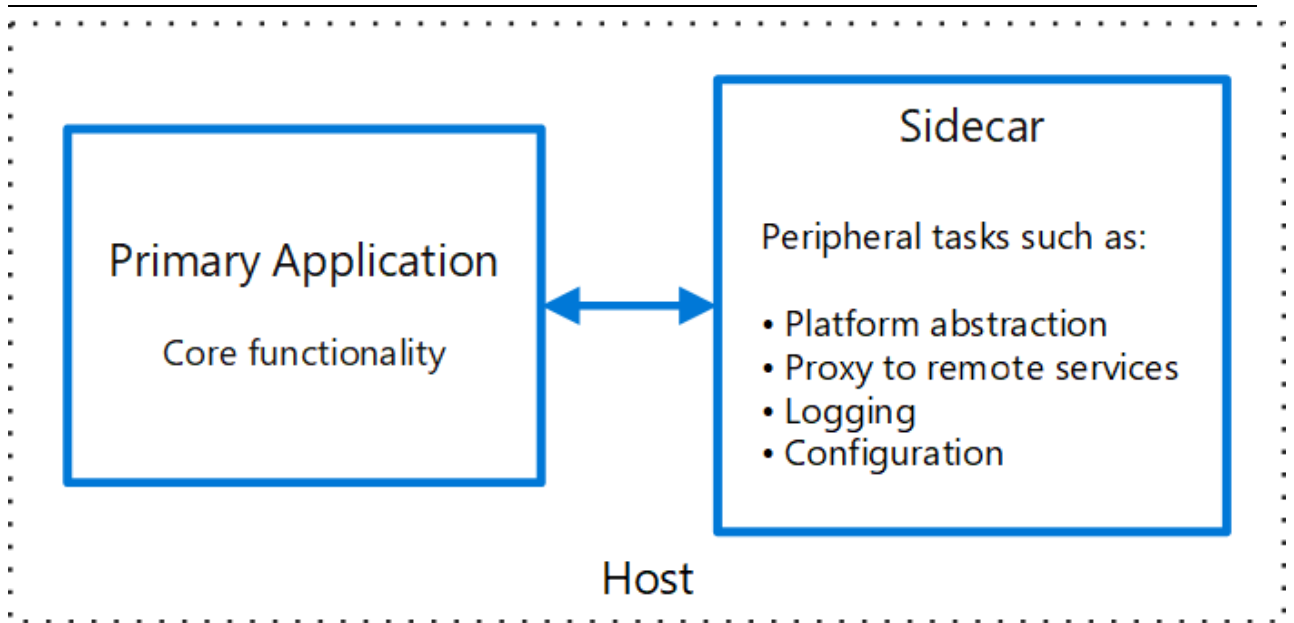 Primary Application
Core functionality
Sidecar
Peripheral tasks such as:
• Platform abstraction
• Proxy to remote services
• Logging
• Configuration
Host